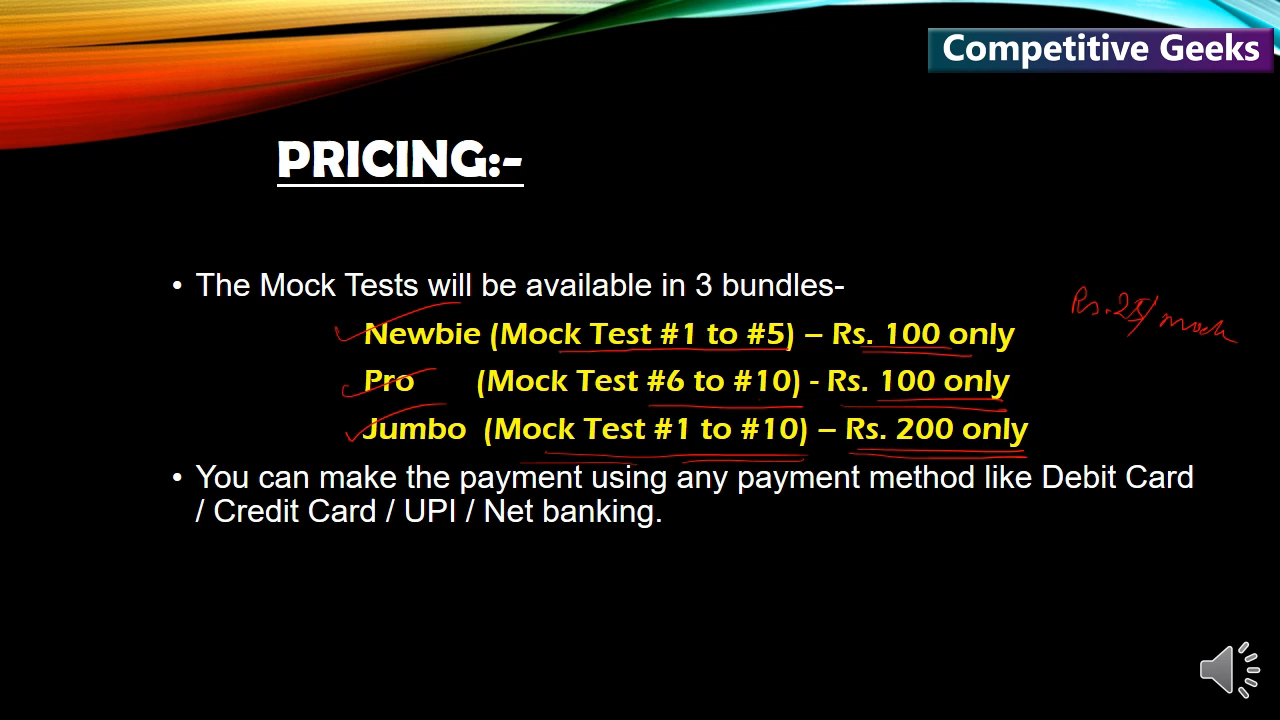 Competitive Geeks
PRICING:-
• The Mock Tests will be available in 3 bundles-
Newbie (Mock Test #1 to #5) – Rs. 100 only
Rs. /mock
Pro (Mock Test #6 to #10) - Rs. 100 only
Jumbo (Mock Test #1 to #10) – Rs. 200 only
• You can make the payment using any payment method like Debit Card
/ Credit Card / UPI / Net banking.